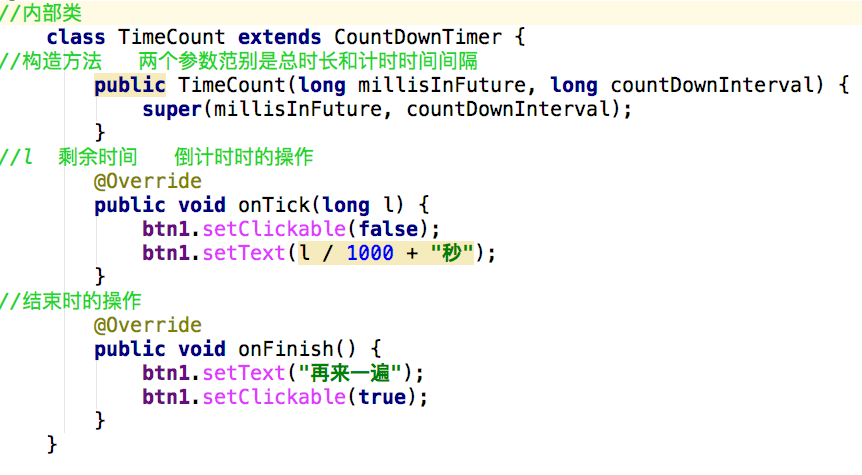 //内部类
class TimeCount extends CountDownTimer {
//构造方法   两个参数范别是总时长和计时时间间隔
public TimeCount(long millisInFuture, long countDownInterval) {
super(millisInFuture, countDownInterval);
}
//l  剩余时间   倒计时时的操作
@Override
public void onTick(long l) {
btn1.setClickable(false);
btn1.setText(l / 1000 + "秒");
}
//结束时的操作
@Override
public void onFinish() {
btn1.setText("再来一遍");
btn1.setClickable(true);
}
}